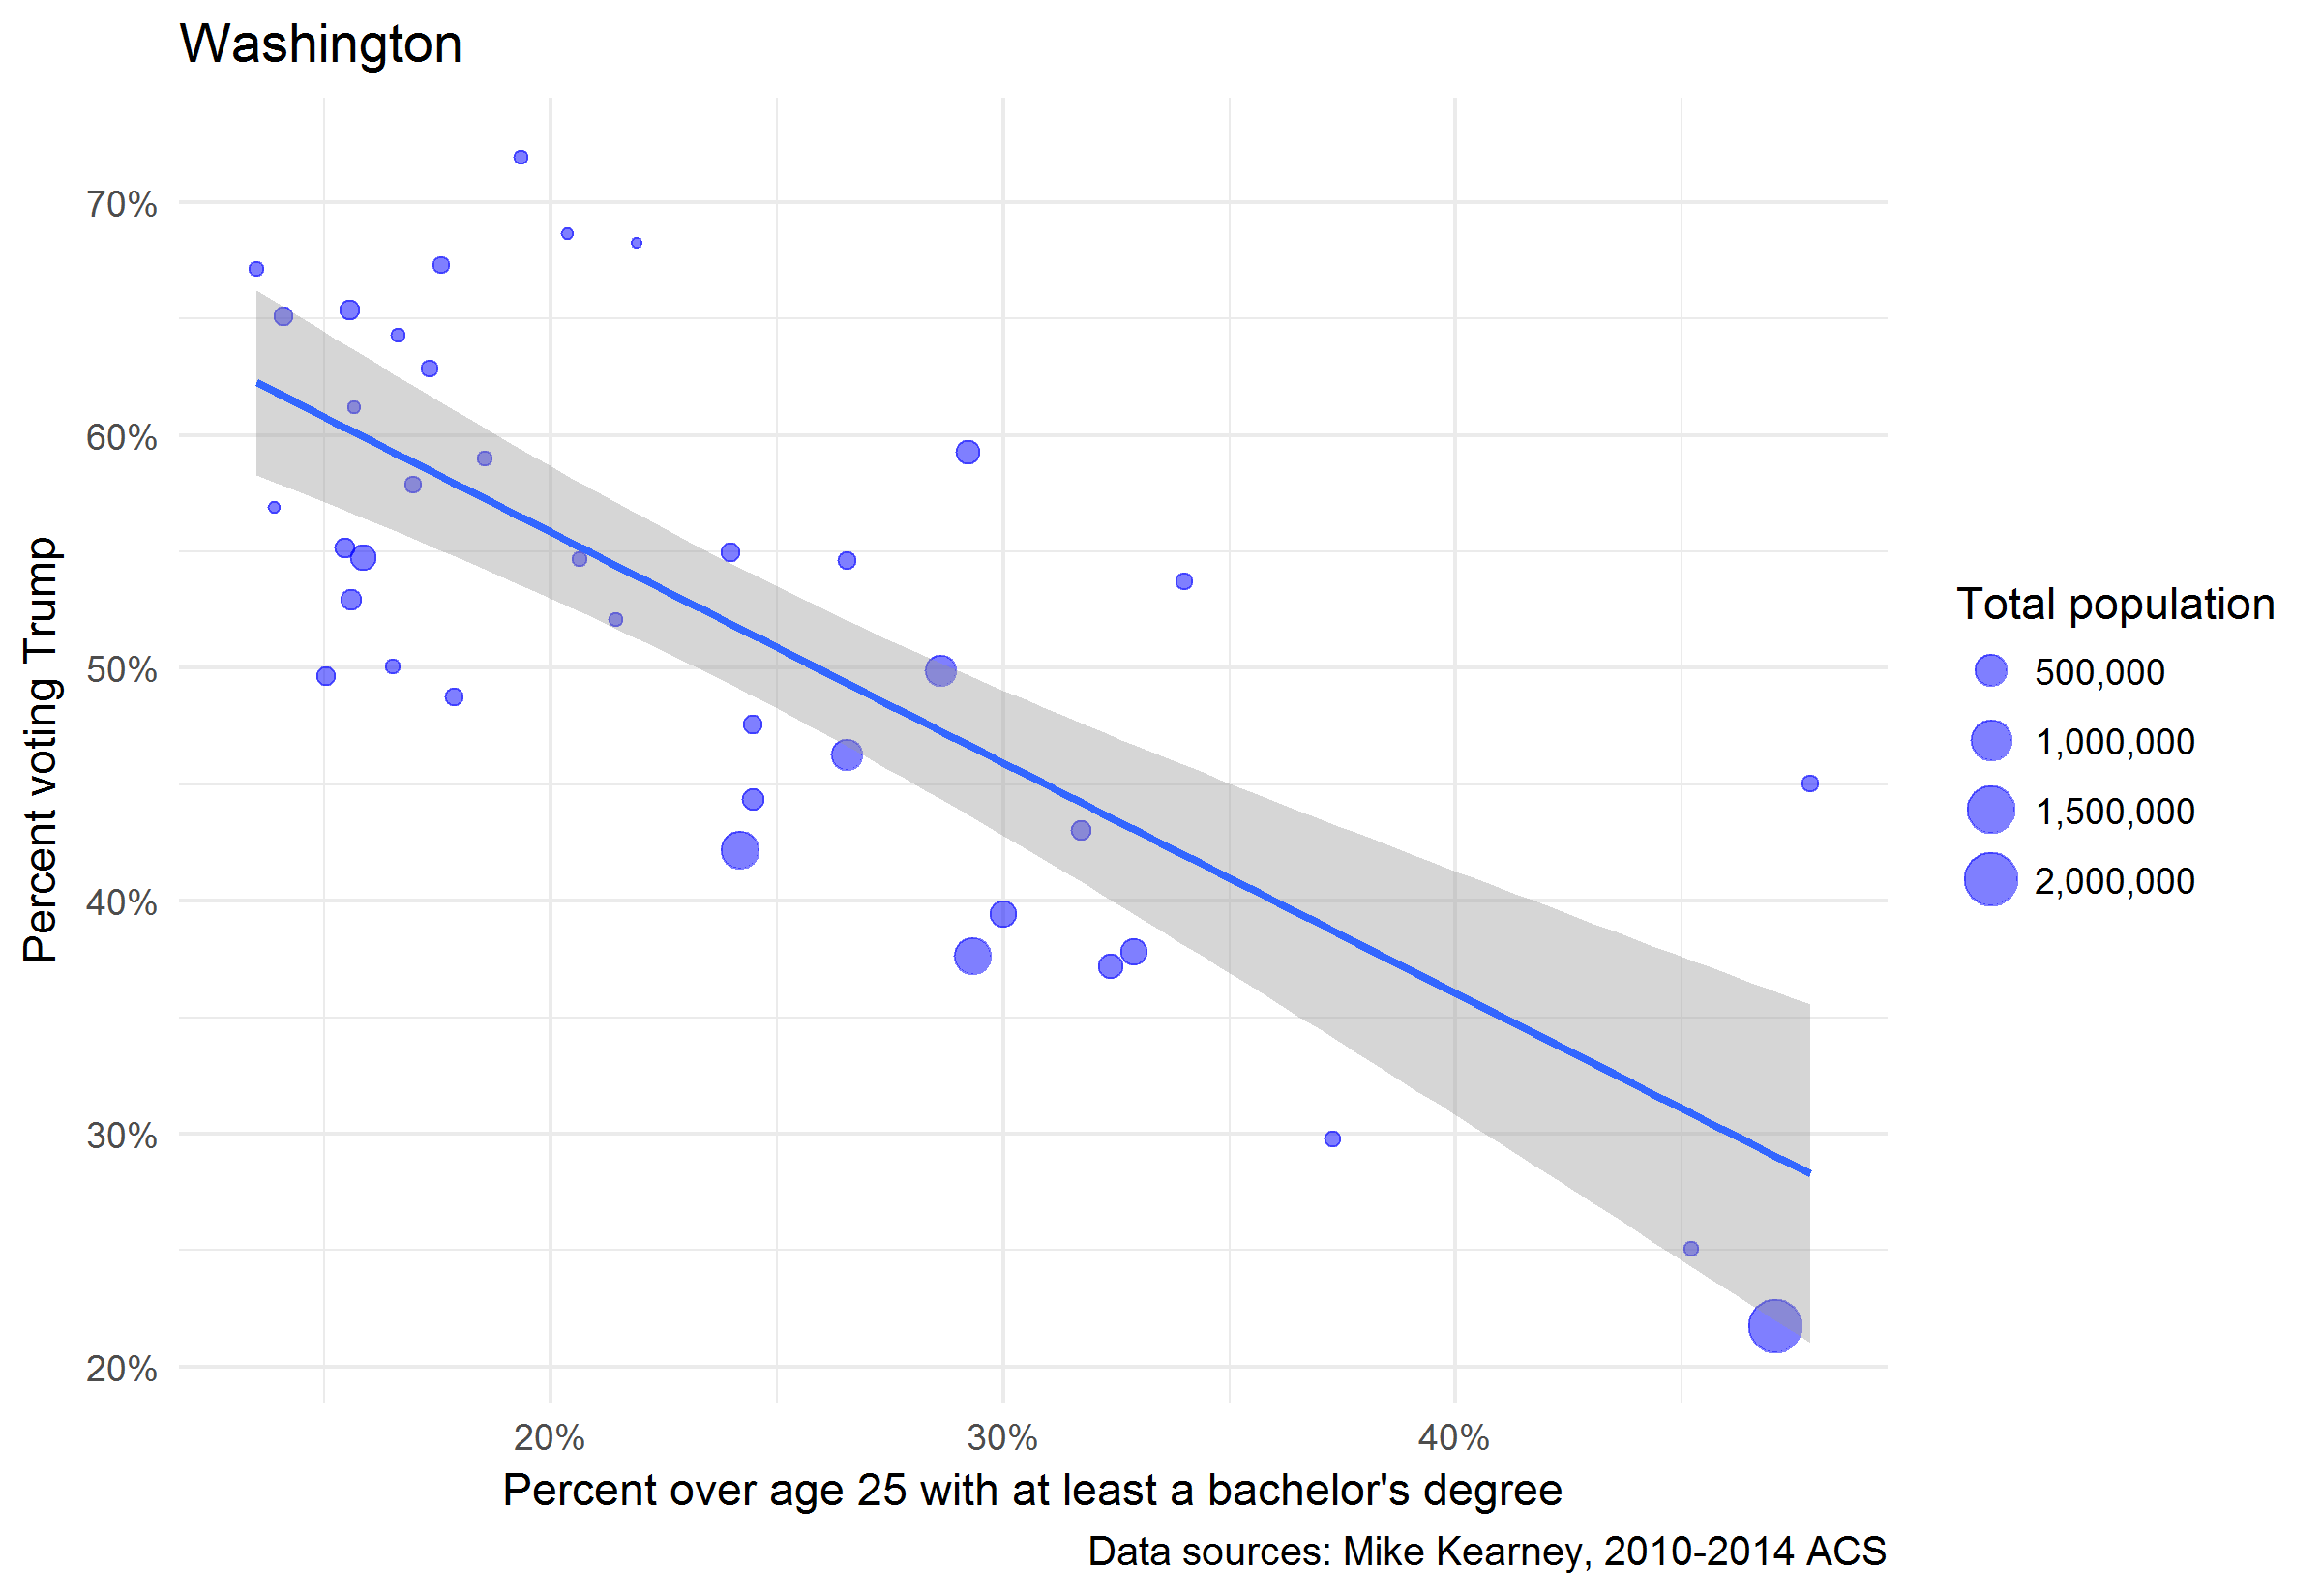 Washington
70%
60%
50%
40%
30%
20%
Percent voting Trump
20%
30%
40%
Percent over age 25 with at least a bachelor's degree
Total population
500,000
1,000,000
1,500,000
2,000,000
Data sources: Mike Kearney, 2010-2014 ACS